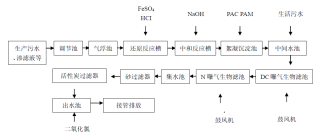 FeSO4
HCl
NaOH
PAC PAM
生活污水
生产污水
、渗滤液等
调节池
气浮池
还原反应槽
中和反应槽
絮凝沉淀池
中间水池
活性炭过滤器
砂过滤器
集水池
N 曝气生物滤池
DC 曝气生物滤池
出水池
接管排放
鼓风机
鼓风机
二氧化氯